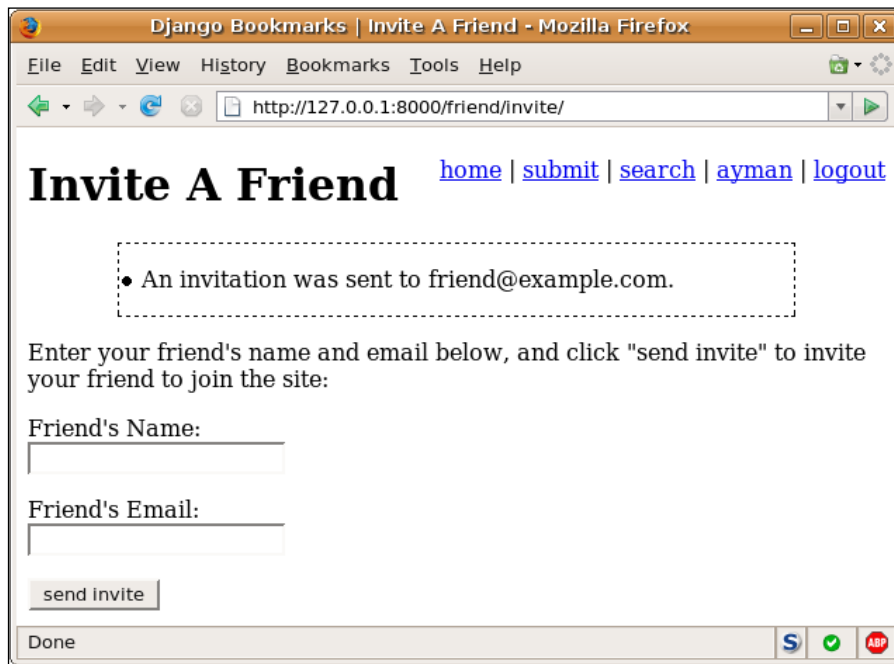 Django Bookmarks | Invite A Friend - Mozilla Firefox
File Edit View History Bookmarks Tools Help
http://127.0.0.1:8000/friend/invite/
Invite A Friend
home | submit | search | ayman | logout
• An invitation was sent to friend@example.com.
Enter your friend's name and email below, and click "send invite" to invite
your friend to join the site:
Friend's Name:
Friend's Email:
send invite
Done
S
ABP